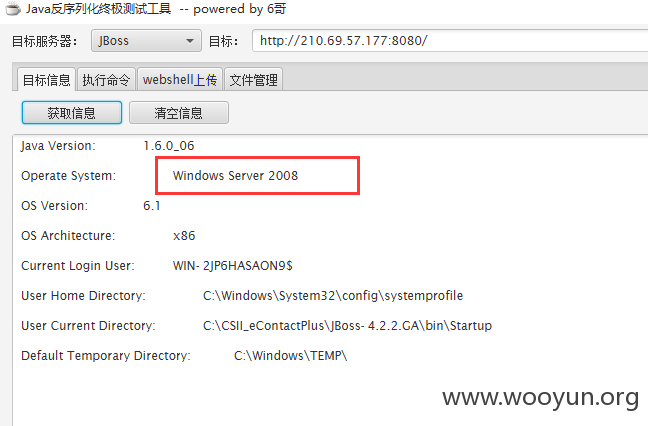 Java反序列化终极测试工具 -- powered by 6哥
目标服务器： JBoss 目标： http://210.69.57.177:8080/
目标信息 执行命令 webshell上传 文件管理
获取信息 清空信息
Java Version: 1.6.0_06
Operate System: Windows Server 2008
OS Version: 6.1
OS Architecture: x86
Current Login User: WIN-2JP6HASAON9$
User Home Directory: C:\Windows\System32\config\systemprofile
User Current Directory: C:\CSII_eContactPlus\JBoss-4.2.2.GA\bin\Startup
Default Temporary Directory: C:\Windows\TEMP\
www.wooyun.org